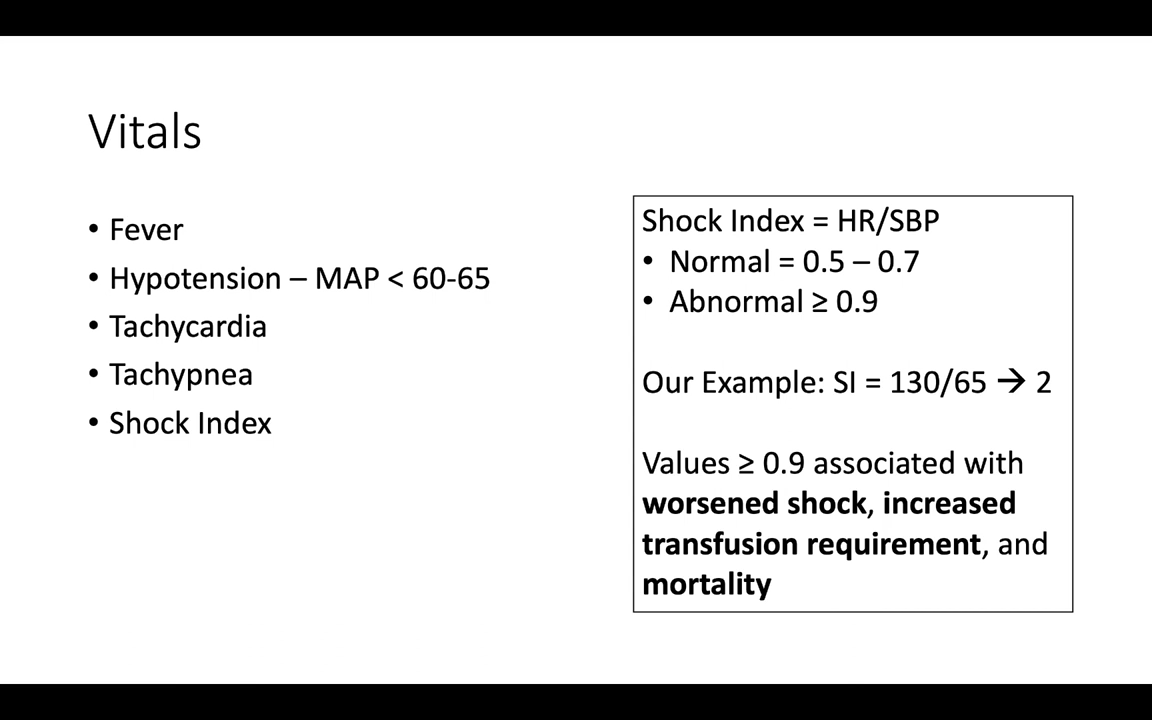 Vitals
• Fever
• Hypotension – MAP < 60-65
• Tachycardia
• Tachypnea
• Shock Index
Shock Index = HR/SBP
• Normal = 0.5 – 0.7
• Abnormal ≥ 0.9
Our Example: SI = 130/65 → 2
Values ≥ 0.9 associated with
worsened shock, increased
transfusion requirement, and
mortality